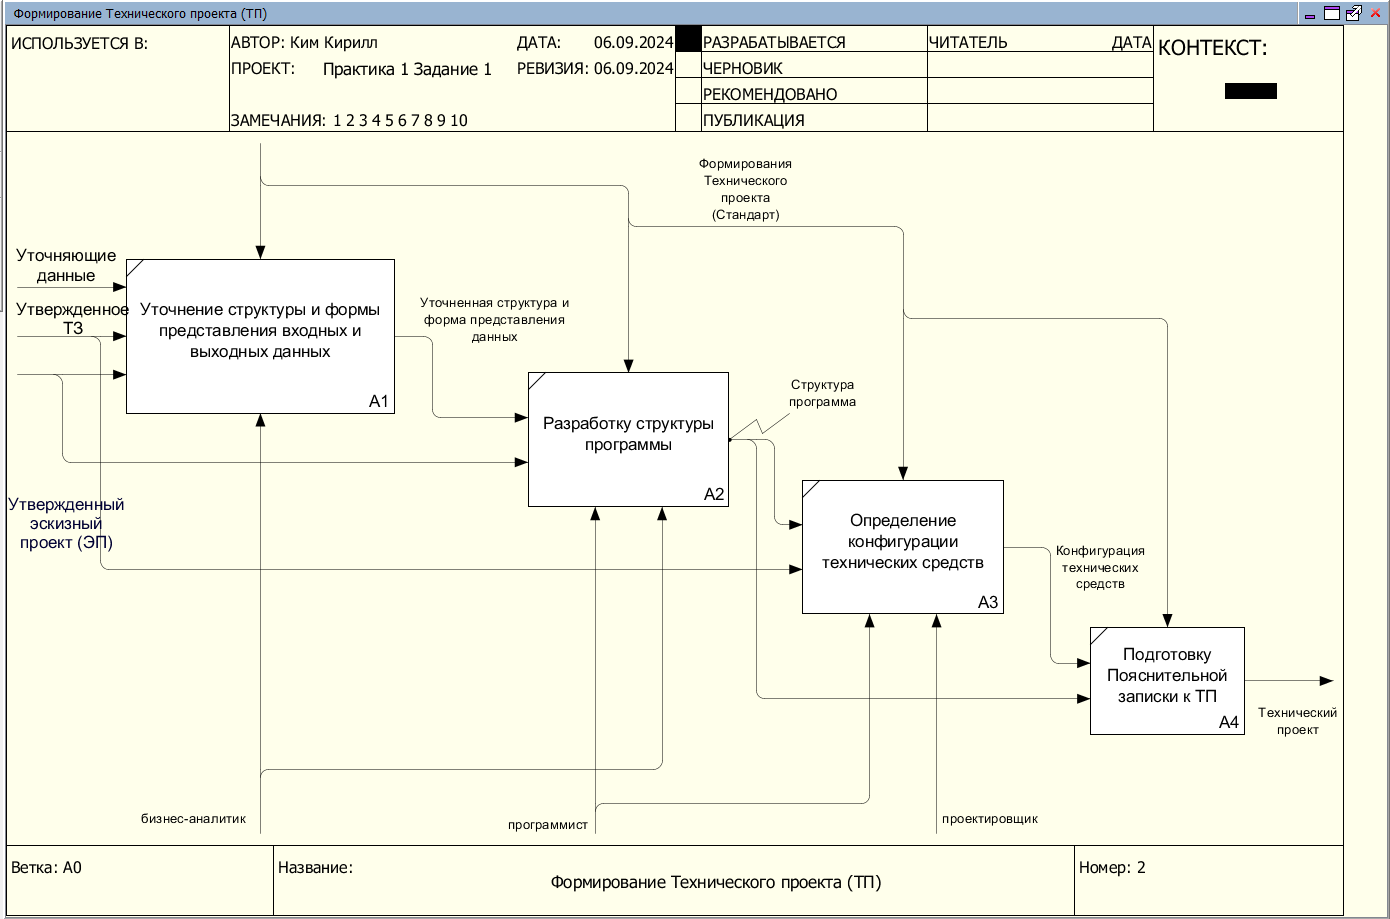 Формирование Технического проекта (ТП)
ИСПОЛЬЗУЕТСЯ В:
АВТОР: Ким Кирилл
ДАТА: 06.09.2024
ПРОЕКТ: Практика 1 Задание 1
РЕВИЗИЯ: 06.09.2024
ЗАМЕЧАНИЯ: 1 2 3 4 5 6 7 8 9 10
РАЗРАБАТЫВАЕТСЯ
ЧЕРНОВИК
РЕКОМЕНДОВАНО
ПУБЛИКАЦИЯ
ЧИТАТЕЛЬ
ДАТА
КОНТЕКСТ:
Формирования
Технического
проекта
(Стандарт)
Уточняющие
данные
Утвержденное
ТЗ
Уточнение структуры и формы
представления входных и
выходных данных
A1
Уточненная структура и
форма представления
данных
Разработку структуры
программы
A2
Структура
программа
Утвержденный
эскизный
проект (ЭП)
Определение
конфигурации
технических средств
A3
Конфигурация
технических
средств
Подготовку
Пояснительной
записки к ТП
A4
Технический
проект
бизнес-аналитик
программист
проектировщик
Ветка: A0
Название:
Формирование Технического проекта (ТП)
Номер: 2